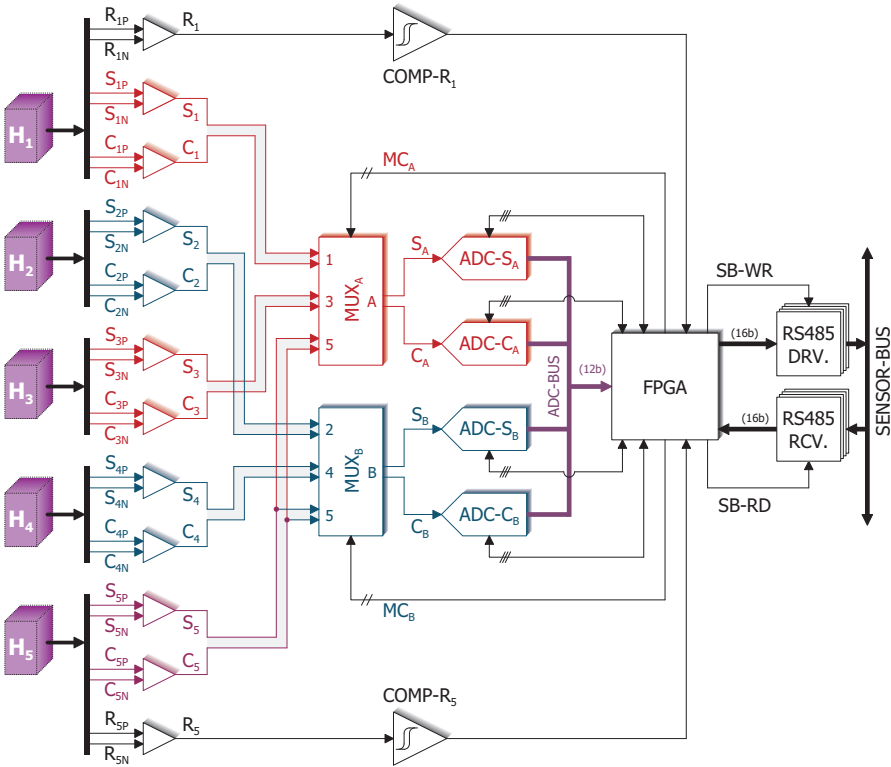 R1P R1
R1N
COMP-R1
S1P
S1N S1
H1
C1P C1
C1N
MCA
S2P
S2N S2
H2
C2P C2
C2N
1
3
5
MUXA
A
SA
ADC-SA
CA
ADC-CA
S3P
S3N S3
H3
C3P C3
C3N
ADC-BUS
(12b)
FPGA
SB-WR
(16b)
RS485
DRV.
(16b)
RS485
RCV.
SB-RD
SENSOR-BUS
2
4
5
MUXB
B
SB
ADC-SB
CB
ADC-CB
S4P
S4N S4
H4
C4P C4
C4N
MCB
S5P
S5N S5
H5
C5P C5
C5N
COMP-R5
R5P R5
R5N